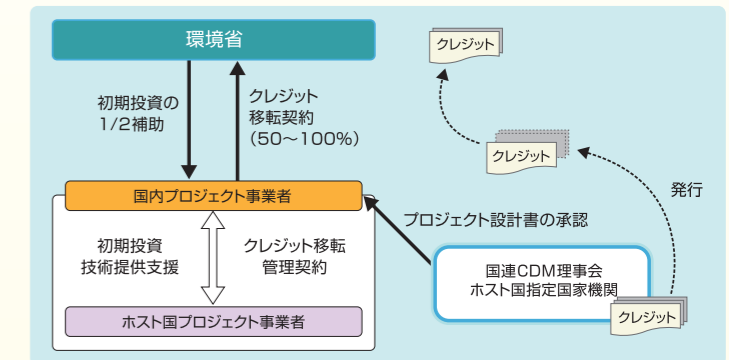 環境省
クレジット
初期投資の
1/2補助
クレジット
移転契約
（50〜100%）
クレジット
発行
国内プロジェクト事業者
プロジェクト設計書の承認
初期投資
技術提供支援
クレジット移転
管理契約
国連CDM理事会
ホスト国指定国家機関
クレジット
ホスト国プロジェクト事業者